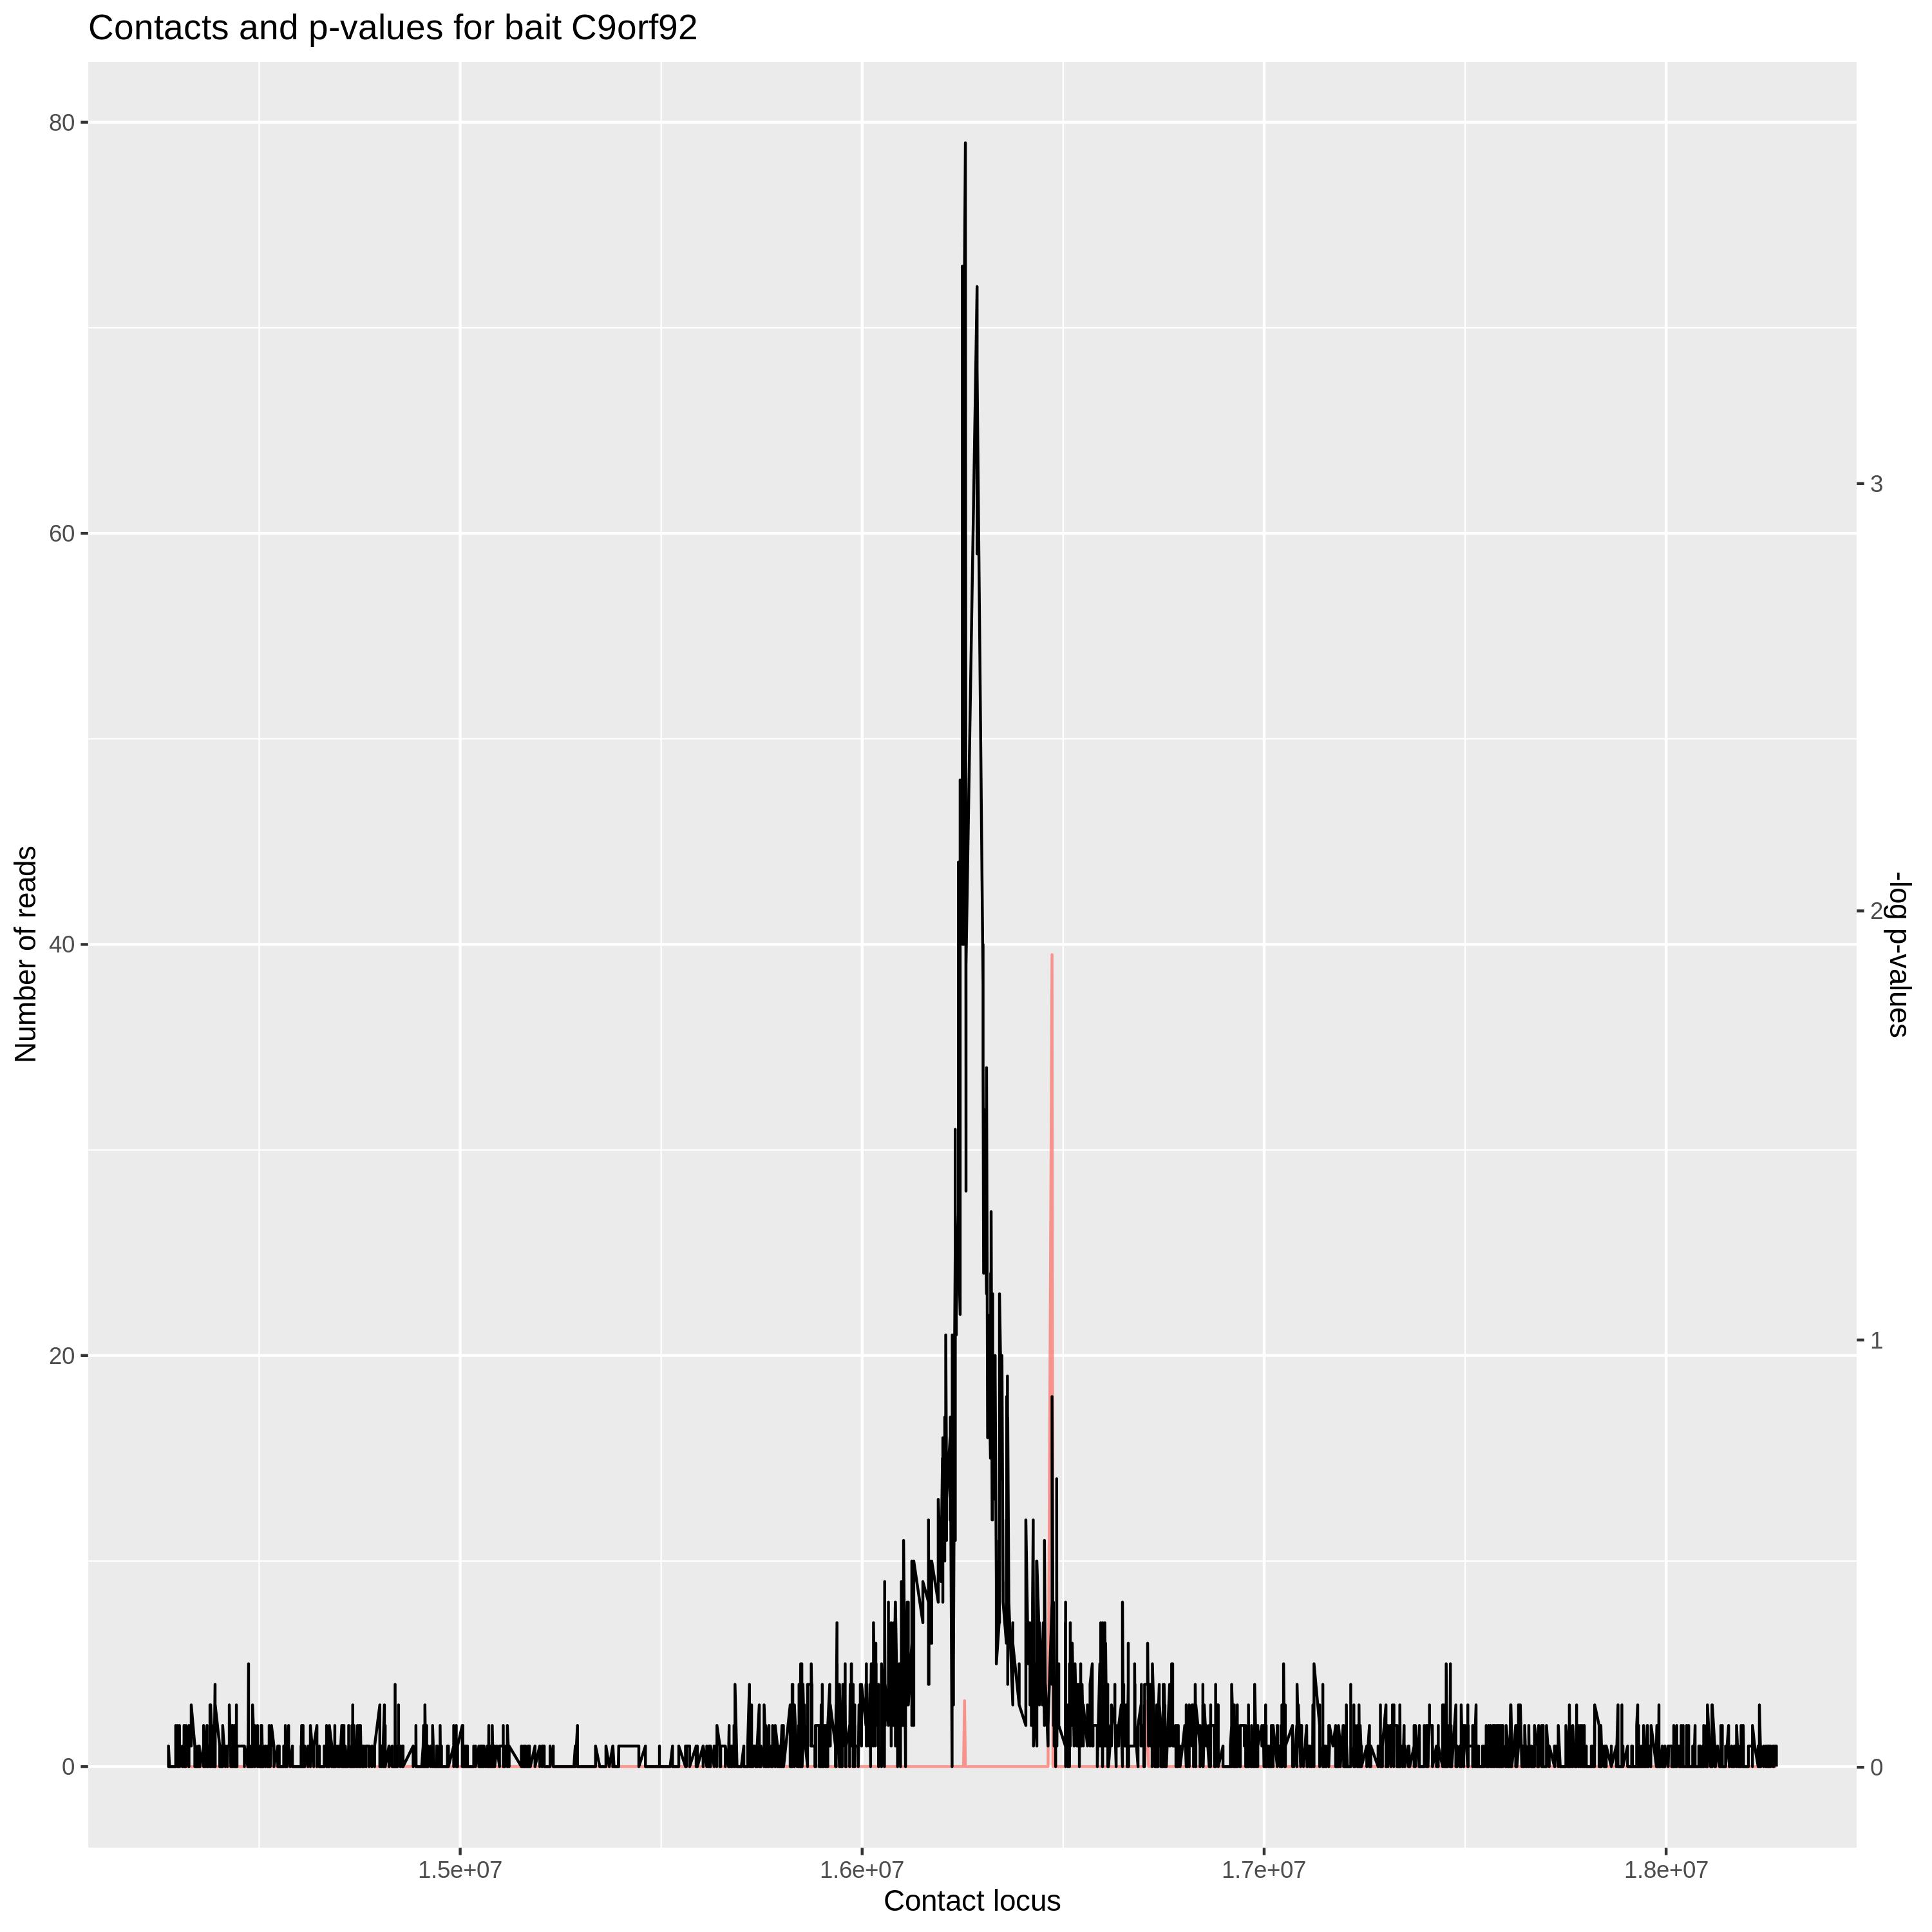 Contacts and p-values for bait C9orf92
80
60
40
20
0
Number of reads
3
2
1
0
-log p-values
1.5e+07
1.6e+07
1.7e+07
1.8e+07
Contact locus